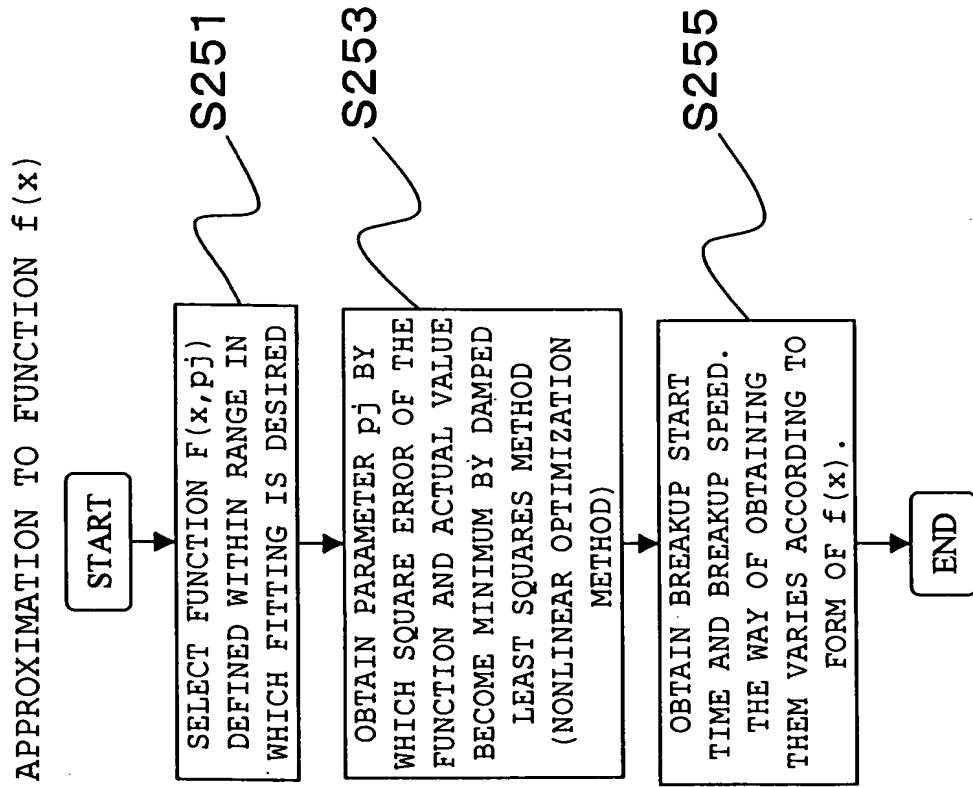 APPROXIMATION TO FUNCTION f(x)
START
SELECT FUNCTION F(x,pj)
DEFINED WITHIN RANGE IN
WHICH FITTING IS DESIRED
S251
OBTAIN PARAMETER pj BY
WHICH SQUARE ERROR OF THE
FUNCTION AND ACTUAL VALUE
BECOME MINIMUM BY DAMPED
LEAST SQUARES METHOD
(NONLINEAR OPTIMIZATION
METHOD)
S253
OBTAIN BREAKUP START
TIME AND BREAKUP SPEED.
THE WAY OF OBTAINING
THEM VARIES ACCORDING TO
FORM OF f(x).
S255
END